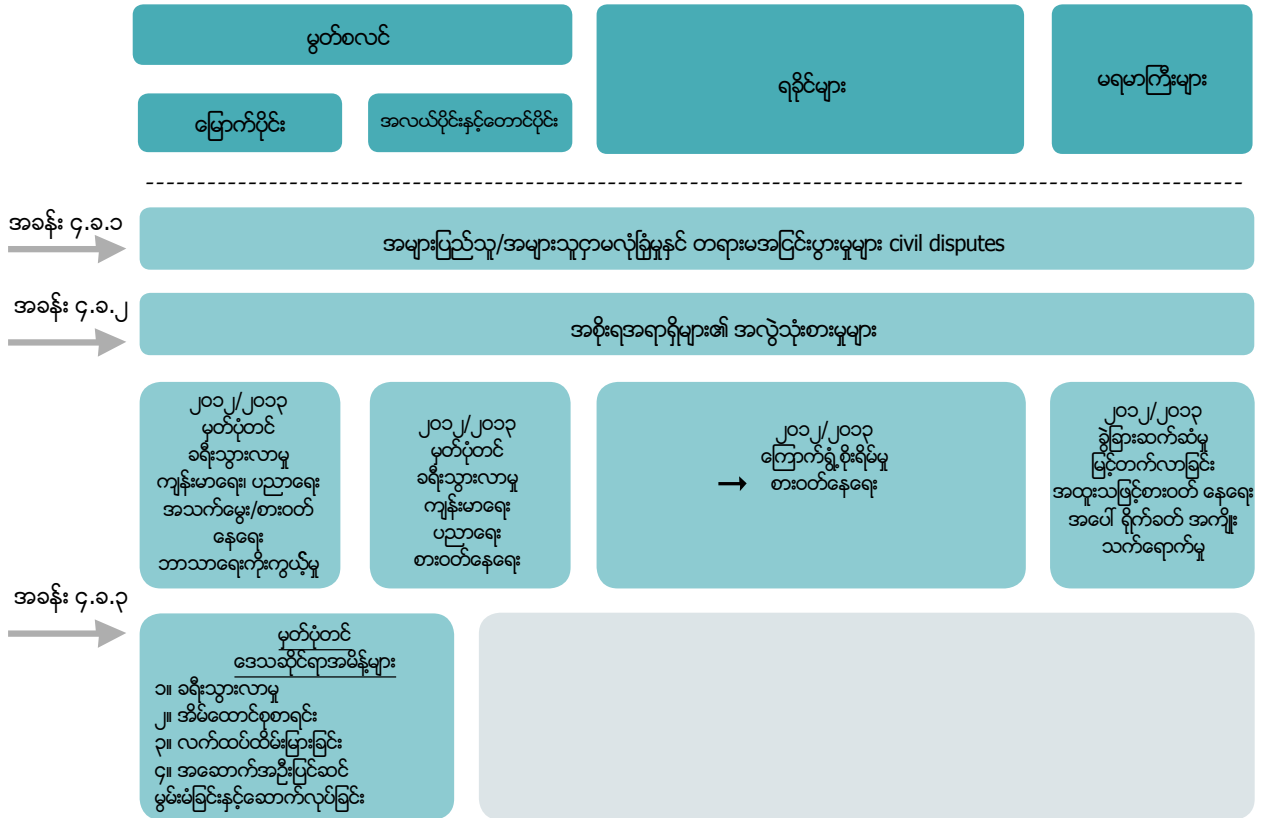 မွတ်စလင်
ရခိုင်များ
မရမာကြီးများ
မြောက်ပိုင်း
အလယ်ပိုင်းနှင့်တောင်ပိုင်း
အခန်း ၄.ခ.၁
အများပြည်သူ/အများသူငှာမလုံခြုံမှုနှင့် တရားမအငြင်းပွားမှုများ civil disputes
အခန်း ၄.ခ.၂
အစိုးရအရာရှိများ၏ အလွဲသုံးစားမှုများ
၂၀၁၂/၂၀၁၃
မှတ်ပုံတင်
ခရီးသွားလာမှု
ကျန်းမာရေး၊ ပညာရေး
အသက်မွေး/စားဝတ်
နေရေး
ဘာသာရေးကိုးကွယ်မှု
၂၀၁၂/၂၀၁၃
မှတ်ပုံတင်
ခရီးသွားလာမှု
ကျန်းမာရေး
ပညာရေး
စားဝတ်နေရေး
၂၀၁၂/၂၀၁၃
ကြောက်ရွံ့စိုးရိမ်မှု
→ စားဝတ်နေရေး
၂၀၁၂/၂၀၁၃
ခွဲခြားဆက်ဆံမှု
မြင့်တက်လာခြင်း
အထူးသဖြင့်စားဝတ် နေရေး
အပေါ် ရိုက်ခတ် အကျိုး
သက်ရောက်မှု
အခန်း ၄.ခ.၃
မှတ်ပုံတင်
ဒေသဆိုင်ရာအမိန့်များ
၁။ ခရီးသွားလာမှု
၂။ အိမ်ထောင်စုစာရင်း
၃။ လက်ထပ်ထိမ်းမြားခြင်း
၄။ အဆောက်အဦးပြင်ဆင်
မွမ်းမံခြင်းနှင့်ဆောက်လုပ်ခြင်း